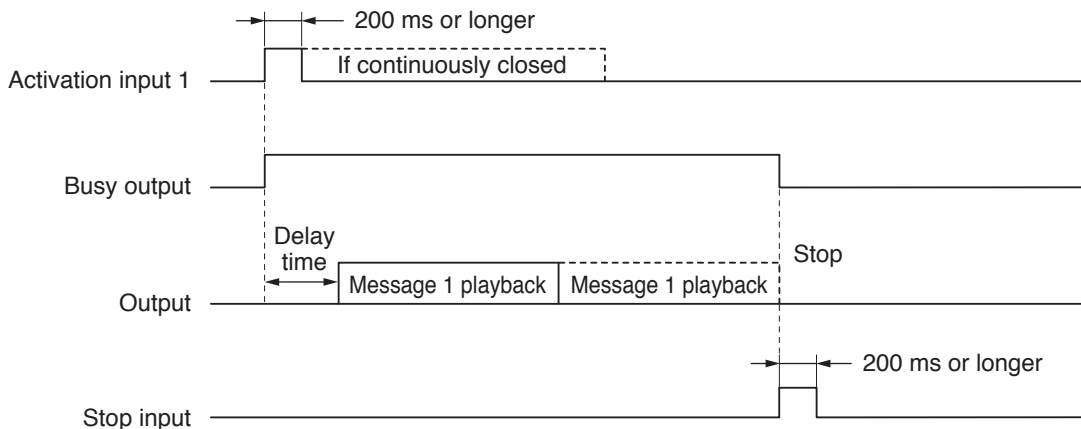 200 ms or longer
If continuously closed
Activation input 1
Busy output
Delay
time
Stop
Message 1 playback
Message 1 playback
Output
200 ms or longer
Stop input